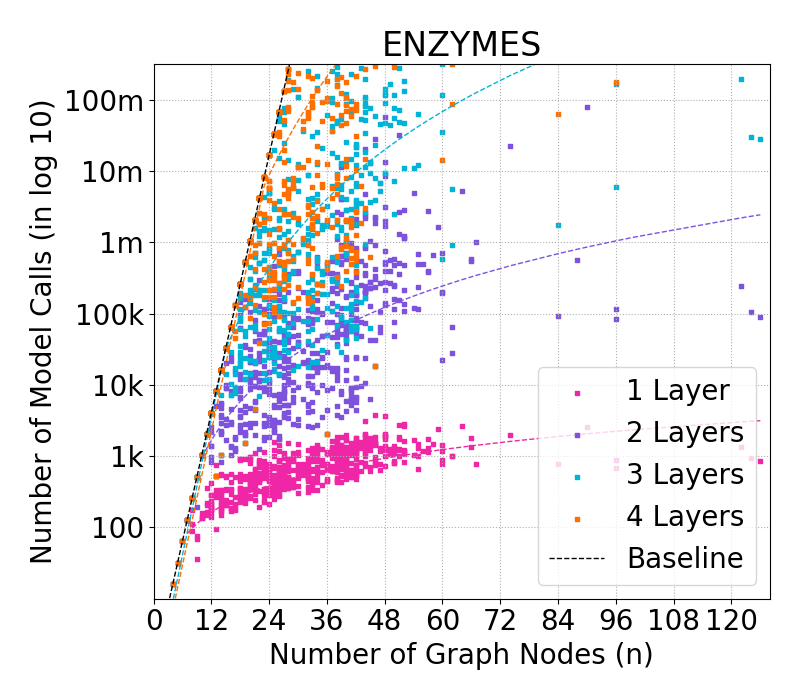 ENZYMES
Number of Model Calls (in log 10)
100m
10m
1m
100k
10k
1k
100
0 12 24 36 48 60 72 84 96 108 120
Number of Graph Nodes (n)
1 Layer
2 Layers
3 Layers
4 Layers
Baseline